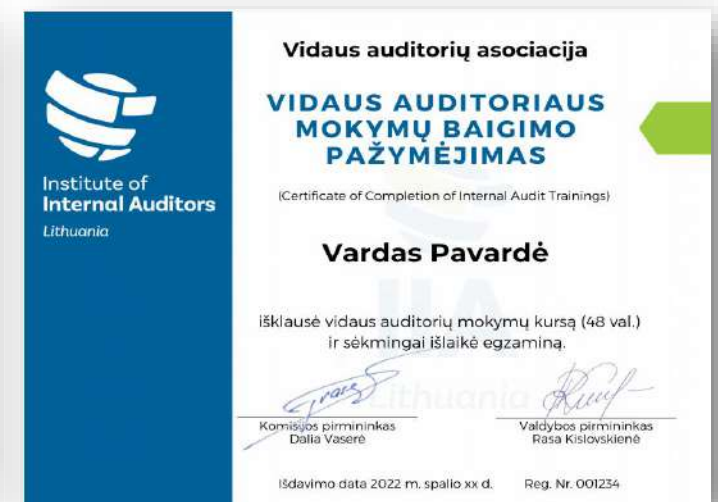 Institute of
Internal Auditors
Lithuania
Vidaus auditorių asociacija
VIDAUS AUDITORIAUS
MOKYMŲ BAIGIMO
PAŽYMĖJIMAS
(Certificate of Completion of Internal Audit Trainings)
Vardas Pavardė
išklausė vidaus auditorių mokymų kursą (48 val.)
ir sėkmingai išlaikė egzaminą.
IIA
Lithuania
Komisijos pirmininkas
Dalia Vaserė
Valdybos pirmininkas
Rasa Kislovskienė
Išdavimo data 2022 m. spalio xx d.
Reg. Nr. 001234